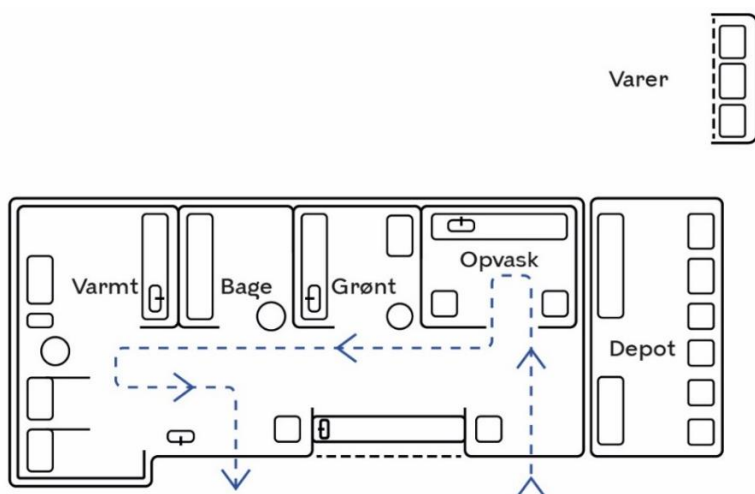 Varer
Opvask
Varmt
Bage
Grønt
Depot